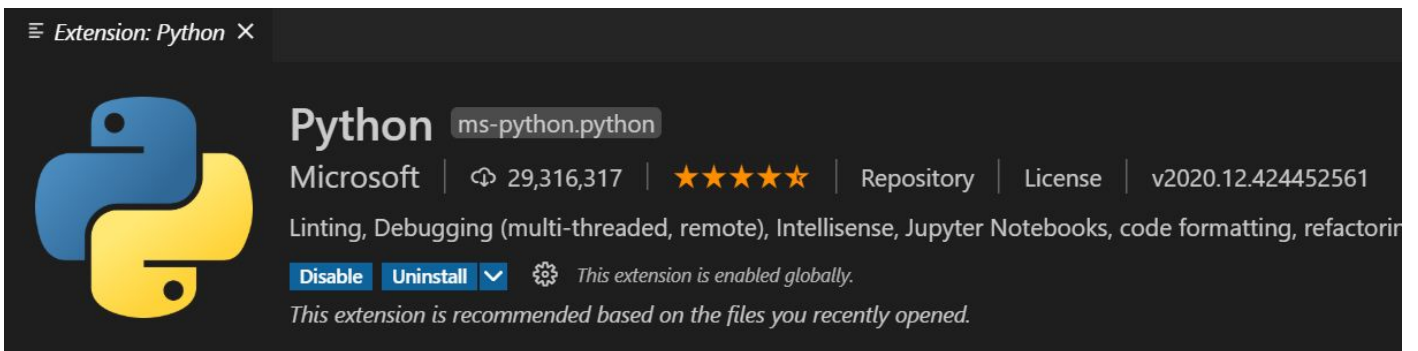 Extension: Python
Python ms-python.python
Microsoft 29,316,317 Repository License v2020.12.424452561
Linting, Debugging (multi-threaded, remote), Intellisense, Jupyter Notebooks, code formatting, refactorin
Disable Uninstall This extension is enabled globally.
This extension is recommended based on the files you recently opened.